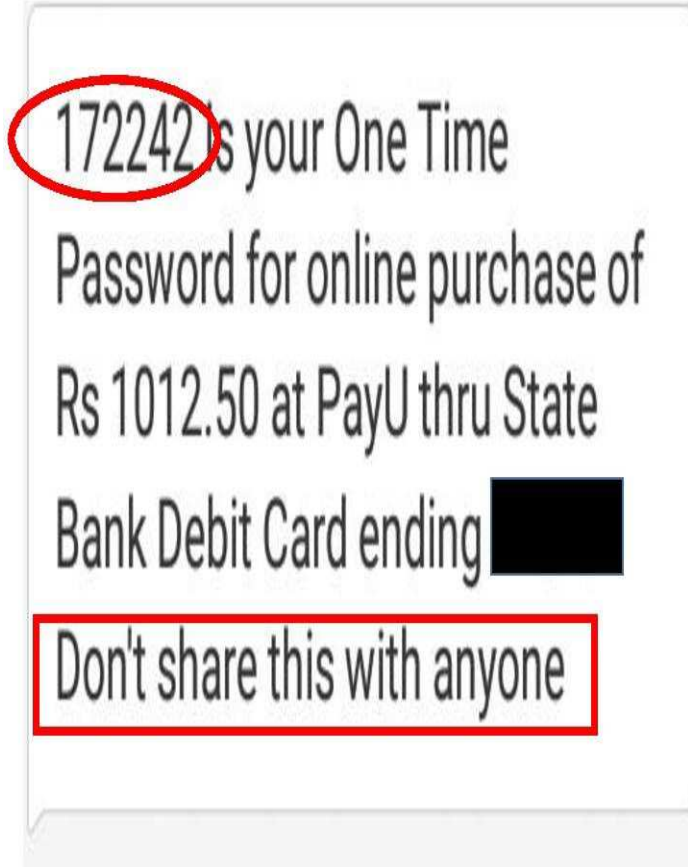 172242 is your One Time
Password for online purchase of
Rs 1012.50 at PayU thru State
Bank Debit Card ending
Don't share this with anyone